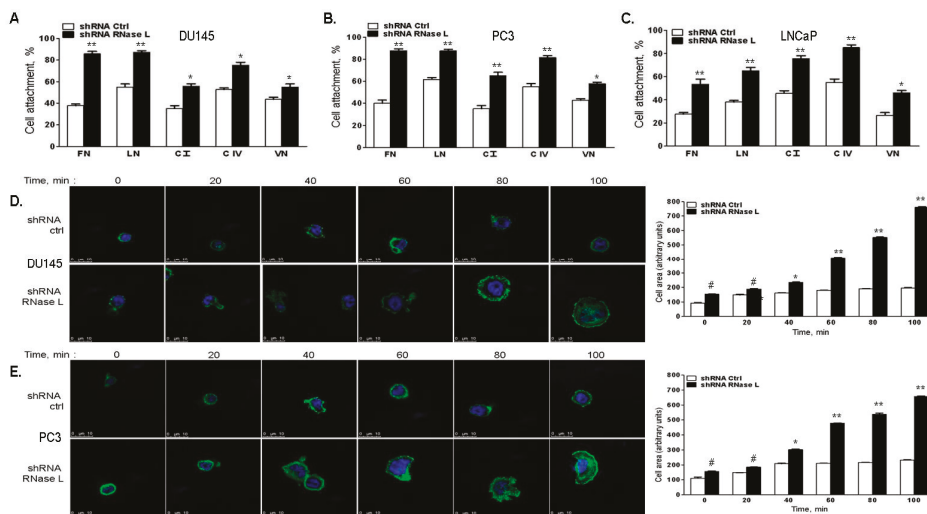 A.
shRNA Ctrl
shRNA RNase L
DU145
Cell attachment, %
100
80
60
40
20
0
** ** * * *
FN LN CI C IV VN
B.
shRNA Ctrl
shRNA RNase L
PC3
Cell attachment, %
100
80
60
40
20
0
** ** ** ** *
FN LN CI C IV VN
C.
shRNA Ctrl
shRNA RNase L
LNCaP
Cell attachment, %
100
80
60
40
20
0
** ** ** ** *
FN LN CI C IV VN
Time, min : 0 20 40 60 80 100
D.
shRNA
ctrl
DU145
shRNA
RNase L
shRNA Ctrl
shRNA RNase L
Cell area (arbitrary units)
800
700
600
500
400
300
200
100
0
# # * ** ** **
0 20 40 60 80 100
Time, min
Time, min : 0 20 40 60 80 100
E.
shRNA
ctrl
PC3
shRNA
RNase L
shRNA Ctrl
shRNA RNase L
Cell area (arbitrary units)
800
700
600
500
400
300
200
100
0
# # * ** ** **
0 20 40 60 80 100
Time, min